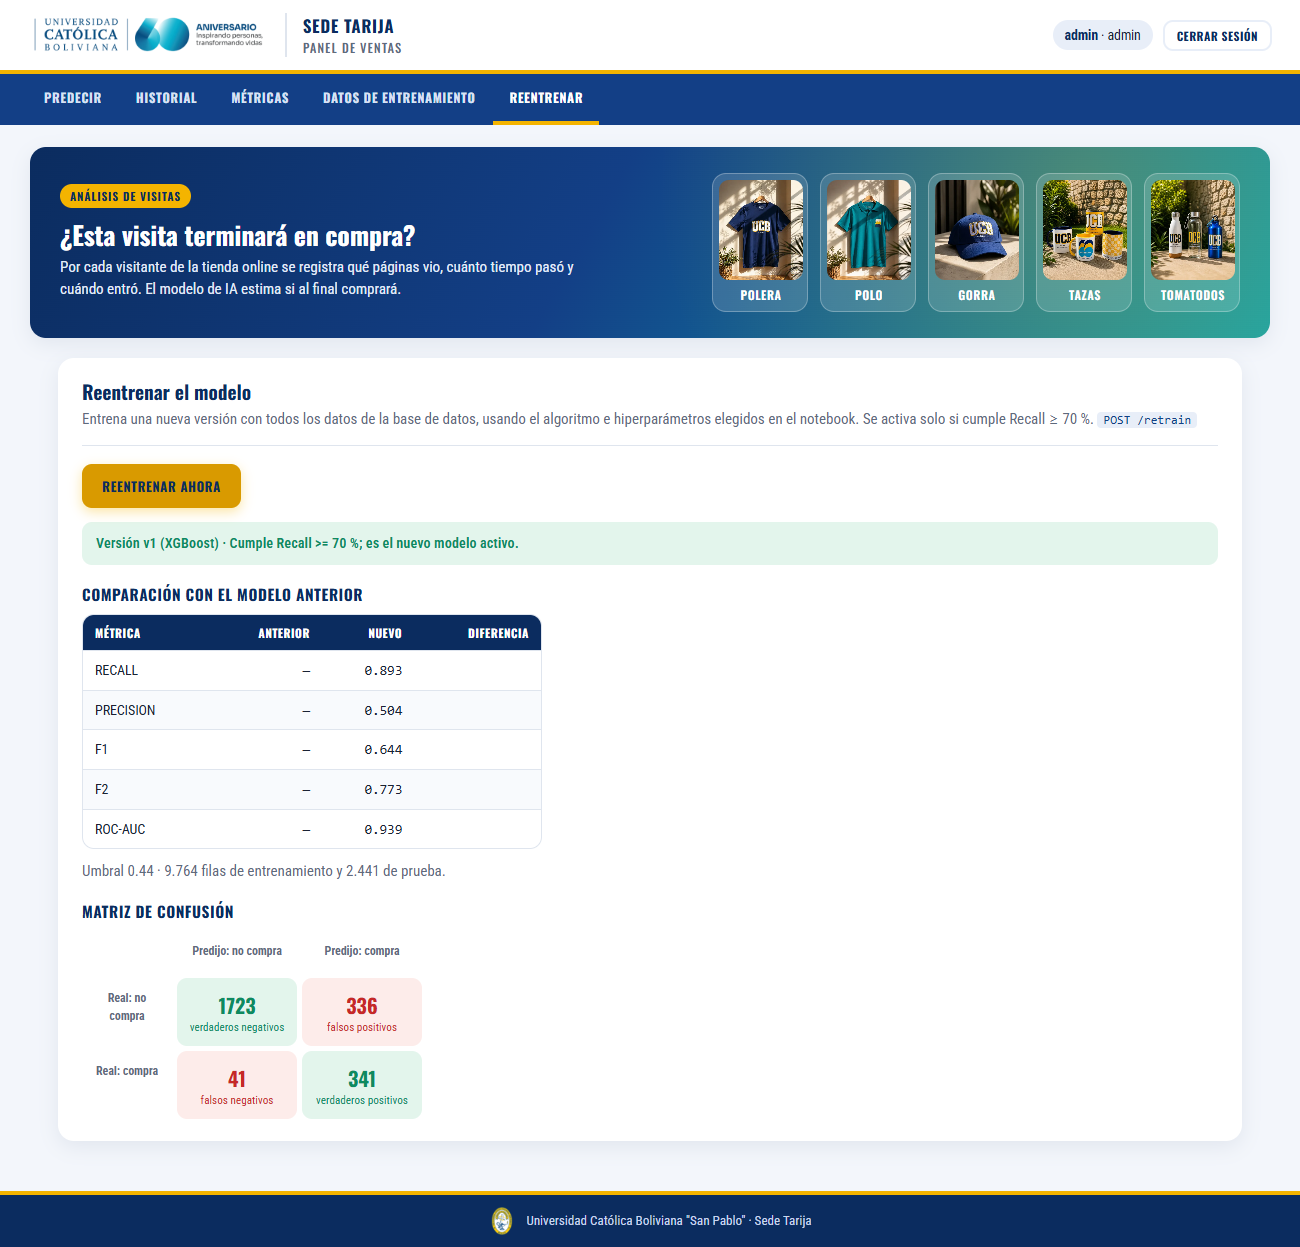 UNIVERSIDAD
CATÓLICA
BOLIVIANA
ANIVERSARIO
Inspirando personas,
transformando vidas.
SEDE TARIJA
PANEL DE VENTAS
admin · admin
CERRAR SESIÓN
PREDECIR
HISTORIAL
MÉTRICAS
DATOS DE ENTRENAMIENTO
REENTRENAR
ANÁLISIS DE VISITAS
¿Esta visita terminará en compra?
Por cada visitante de la tienda online se registra qué páginas vio, cuánto tiempo pasó y
cuándo entró. El modelo de IA estima si al final comprará.
UCB
UCB
UCB
UCB
UCB
UCB
UCB
POLERA
POLO
GORRA
TAZAS
TOMATODOS
Reentrenar el modelo
Entrena una nueva versión con todos los datos de la base de datos, usando el algoritmo e hiperparámetros elegidos en el notebook. Se activa solo si cumple Recall ≥ 70 %. POST /retrain
REENTRENAR AHORA
Versión v1 (XGBoost) · Cumple Recall >= 70 %; es el nuevo modelo activo.
COMPARACIÓN CON EL MODELO ANTERIOR
MÉTRICA ANTERIOR NUEVO DIFERENCIA
RECALL — 0.893
PRECISION — 0.504
F1 — 0.644
F2 — 0.773
ROC-AUC — 0.939
Umbral 0.44 · 9.764 filas de entrenamiento y 2.441 de prueba.
MATRIZ DE CONFUSIÓN
Predijo: no compra Predijo: compra
Real: no
compra
1723
verdaderos negativos
336
falsos positivos
Real: compra
41
falsos negativos
341
verdaderos positivos
Universidad Católica Boliviana "San Pablo" · Sede Tarija